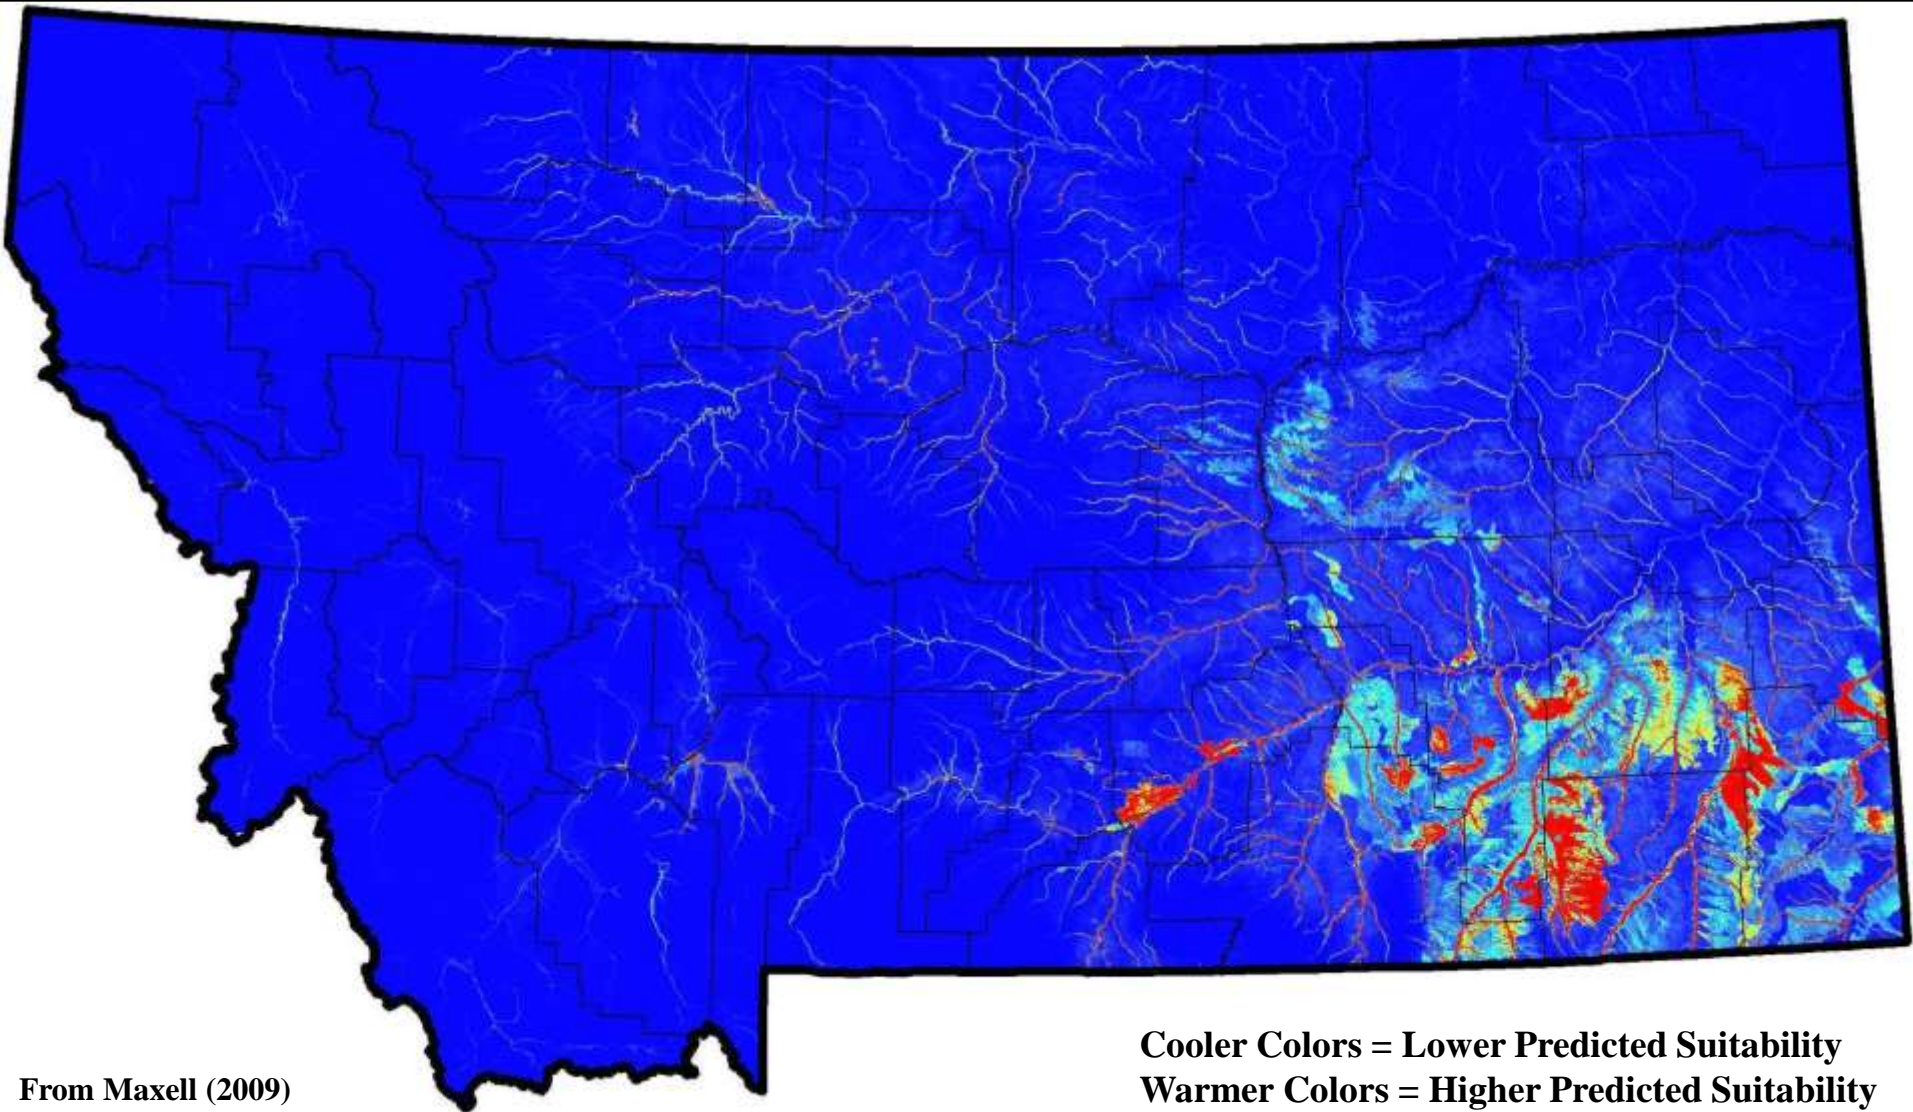 Cooler Colors = Lower Predicted Suitability
Warmer Colors = Higher Predicted Suitability
From Maxell (2009)